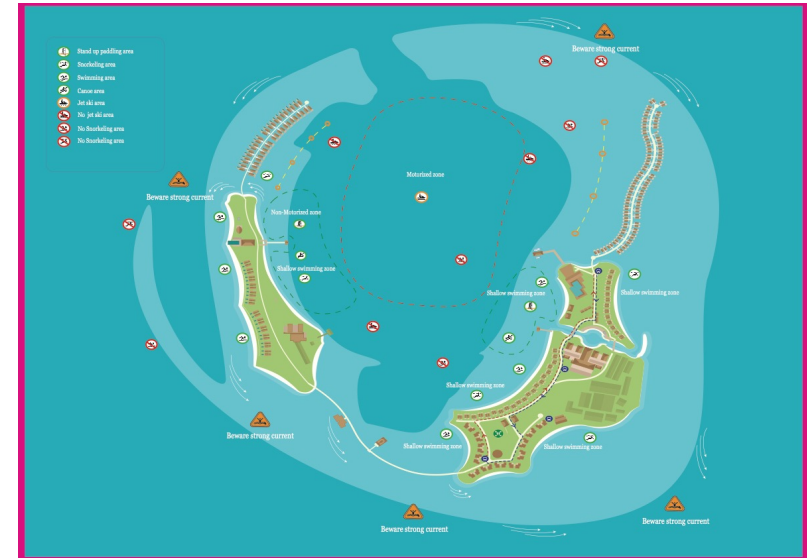 Stand up paddling area
Snorkeling area
Swimming area
Canoe area
Jet ski area
No jet ski area
No Snorkeling area
No Snorkeling area
Beware strong current
Beware strong current
Motorized zone
Non-Motorized zone
Shallow swimming zone
Shallow swimming zone
Shallow swimming zone
Shallow swimming zone
Shallow swimming zone
Shallow swimming zone
Beware strong current
Beware strong current
Beware strong current